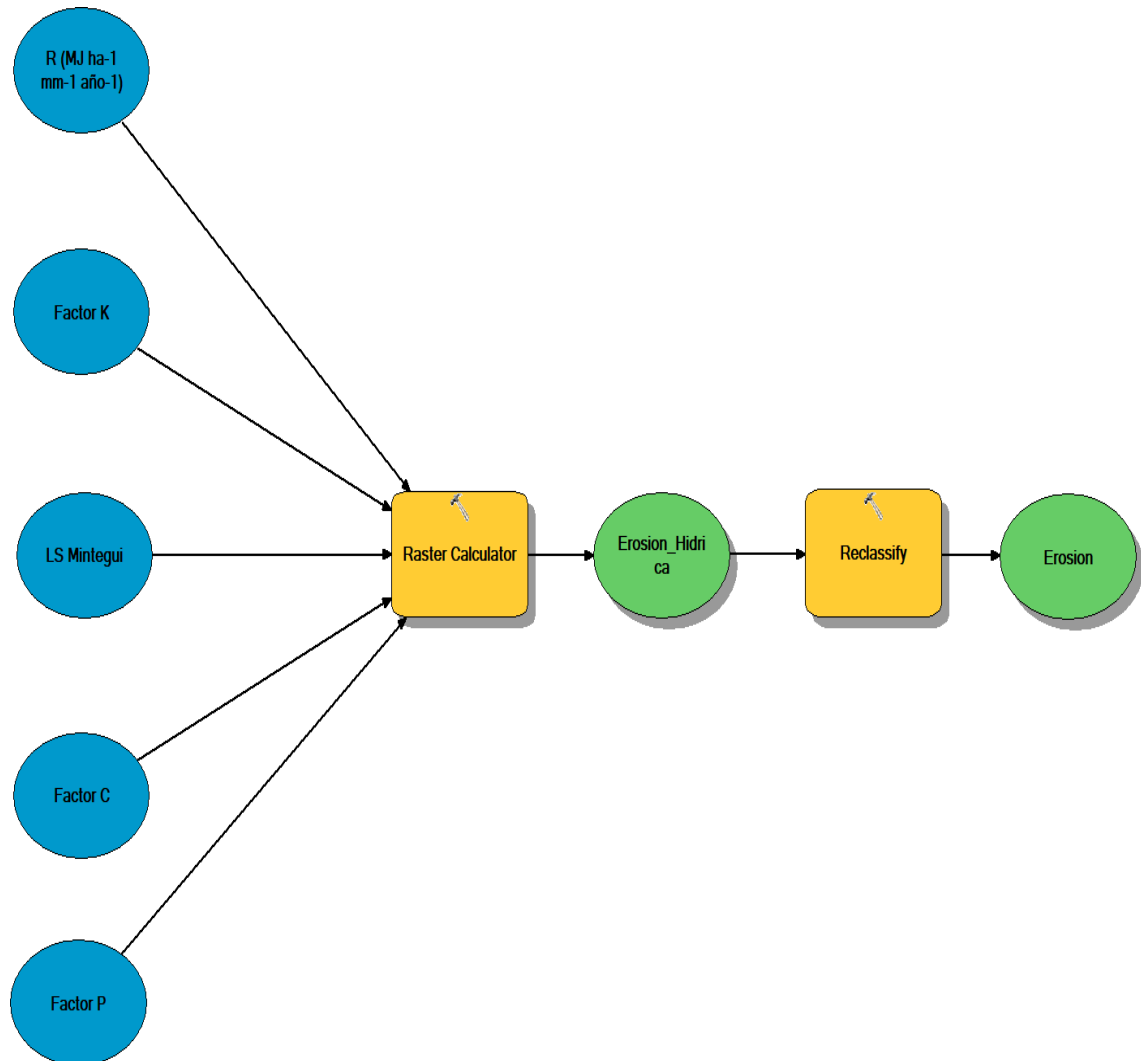 R (MJ ha-1
mm-1 año-1)
Factor K
LS Mintegui
Factor C
Factor P
Raster Calculator
Erosion_Hidri
ca
Reclassify
Erosion